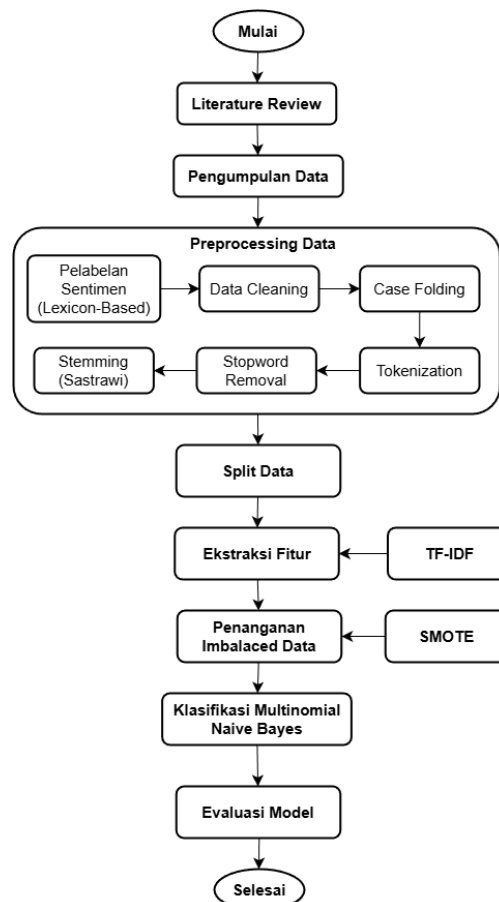 Mulai
Literature Review
Pengumpulan Data
Preprocessing Data
Pelabelan
Sentimen
(Lexicon-Based)
Data Cleaning
Case Folding
Tokenization
Stopword
Removal
Stemming
(Sastrawi)
Split Data
Ekstraksi Fitur
TF-IDF
Penanganan
Imbalaced Data
SMOTE
Klasifikasi Multinomial
Naive Bayes
Evaluasi Model
Selesai